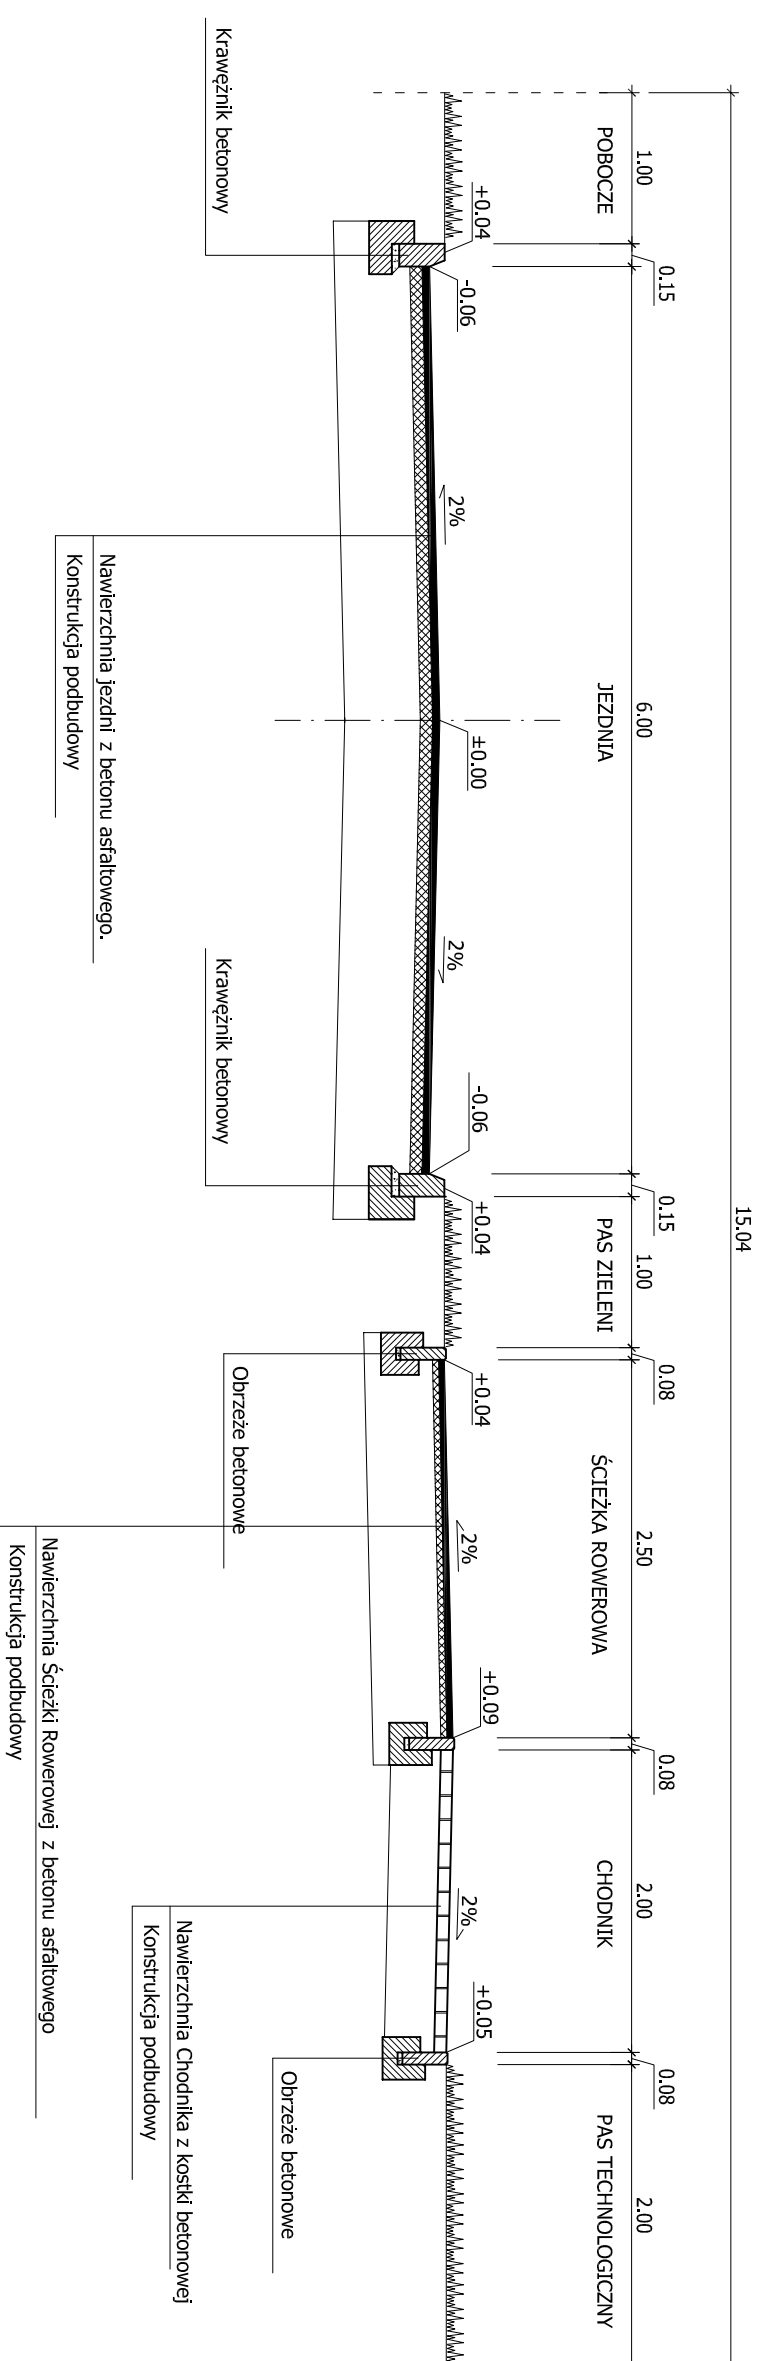 15.04
1.00
0.15
6.00
0.15
1.00
0.08
2.50
0.08
2.00
0.08
2.00
POBOCZE
JEZDNIA
PAS ZIELENI
ŚCIEŻKA ROWEROWA
CHODNIK
PAS TECHNOLOGICZNY
+0.04
-0.06
2%
±0.00
2%
-0.06
+0.04
+0.04
2%
+0.09
2%
+0.05
Krawężnik betonowy
Nawierzchnia jezdni z betonu asfaltowego.
Konstrukcja podbudowy
Krawężnik betonowy
Obrzeże betonowe
Nawierzchnia Ścieżki Rowerowej z betonu asfaltowego
Konstrukcja podbudowy
Nawierzchnia Chodnika z kostki betonowej
Konstrukcja podbudowy
Obrzeże betonowe